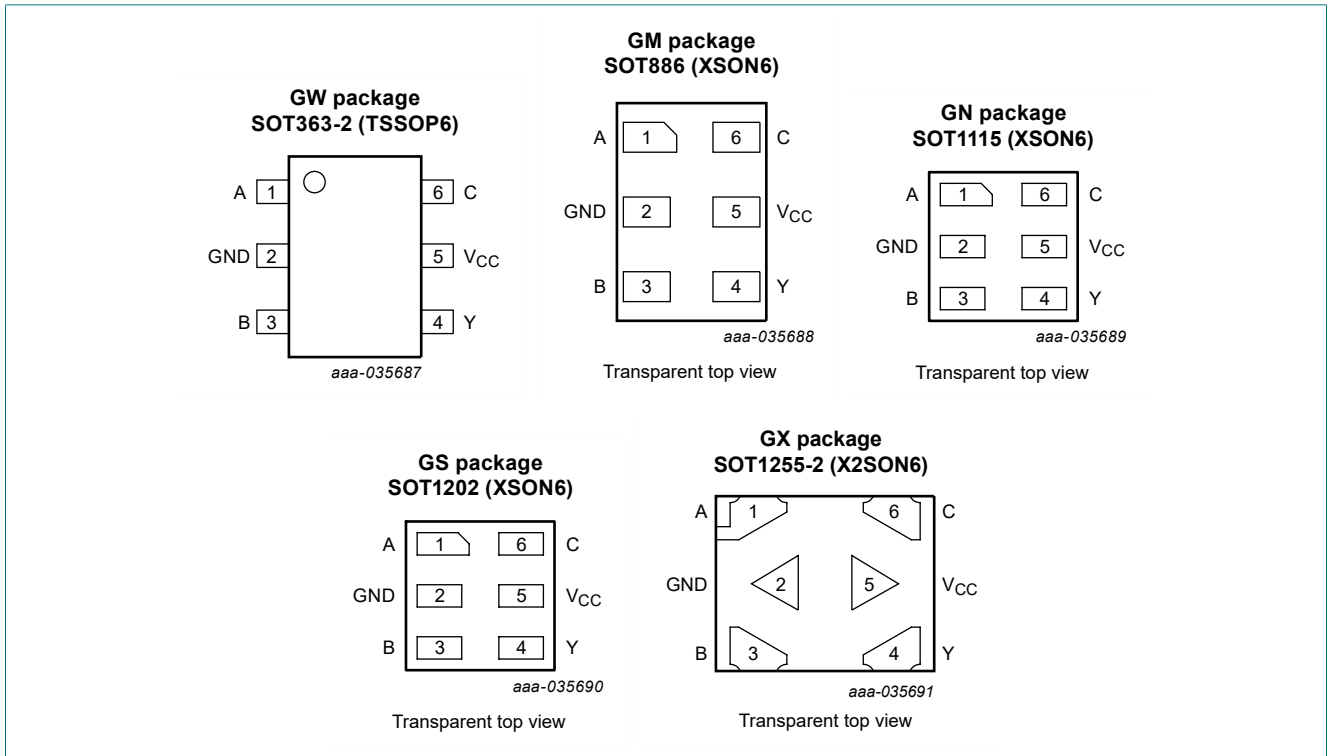 GW package
SOT363-2 (TSSOP6)
A 1 6 C
GND 2 5 VCC
B 3 4 Y
aaa-035687
GM package
SOT886 (XSON6)
A 1 6 C
GND 2 5 VCC
B 3 4 Y
aaa-035688
Transparent top view
GN package
SOT1115 (XSON6)
A 1 6 C
GND 2 5 VCC
B 3 4 Y
aaa-035689
Transparent top view
GS package
SOT1202 (XSON6)
A 1 6 C
GND 2 5 VCC
B 3 4 Y
aaa-035690
Transparent top view
GX package
SOT1255-2 (X2SON6)
A 1 6 C
GND 2 5 VCC
B 3 4 Y
aaa-035691
Transparent top view